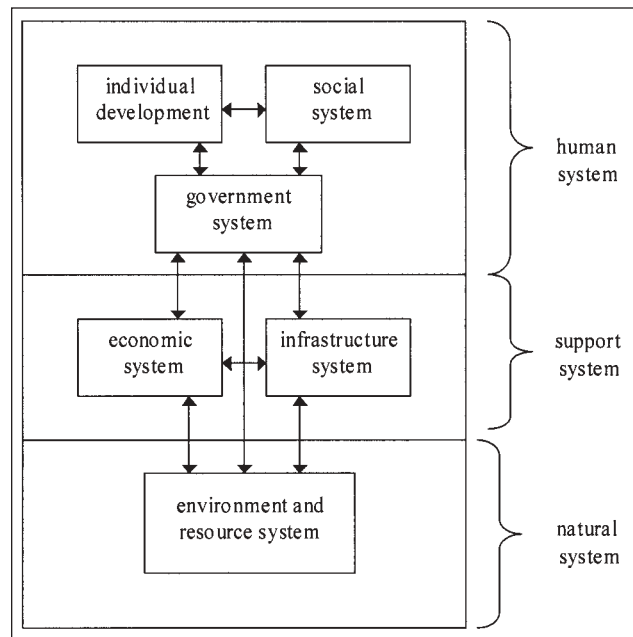 individual
development
social
system
human
system
government
system
economic
system
infrastructure
system
support
system
environment and
resource system
natural
system